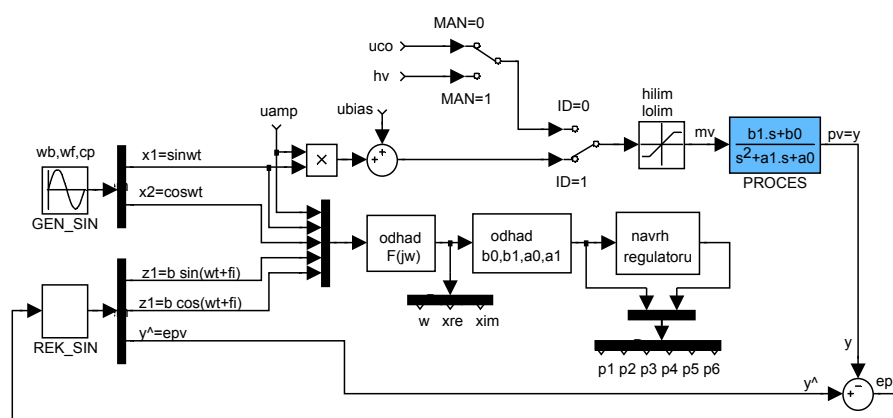 MAN=0
uco
hv
MAN=1
uamp
ubias
ID=0
ID=1
hilim
lolim
mv
b1.s+b0
s2+a1.s+a0
PROCES
pv=y
wb,wf,cp
GEN_SIN
x1=sinwt
x2=coswt
×
+
+
odhad
F(jw)
odhad
b0,b1,a0,a1
navrh
regulatoru
w xre xim
p1 p2 p3 p4 p5 p6
REK_SIN
z1=b sin(wt+fi)
z1=b cos(wt+fi)
y^=epv
y^
y
+
−
ep